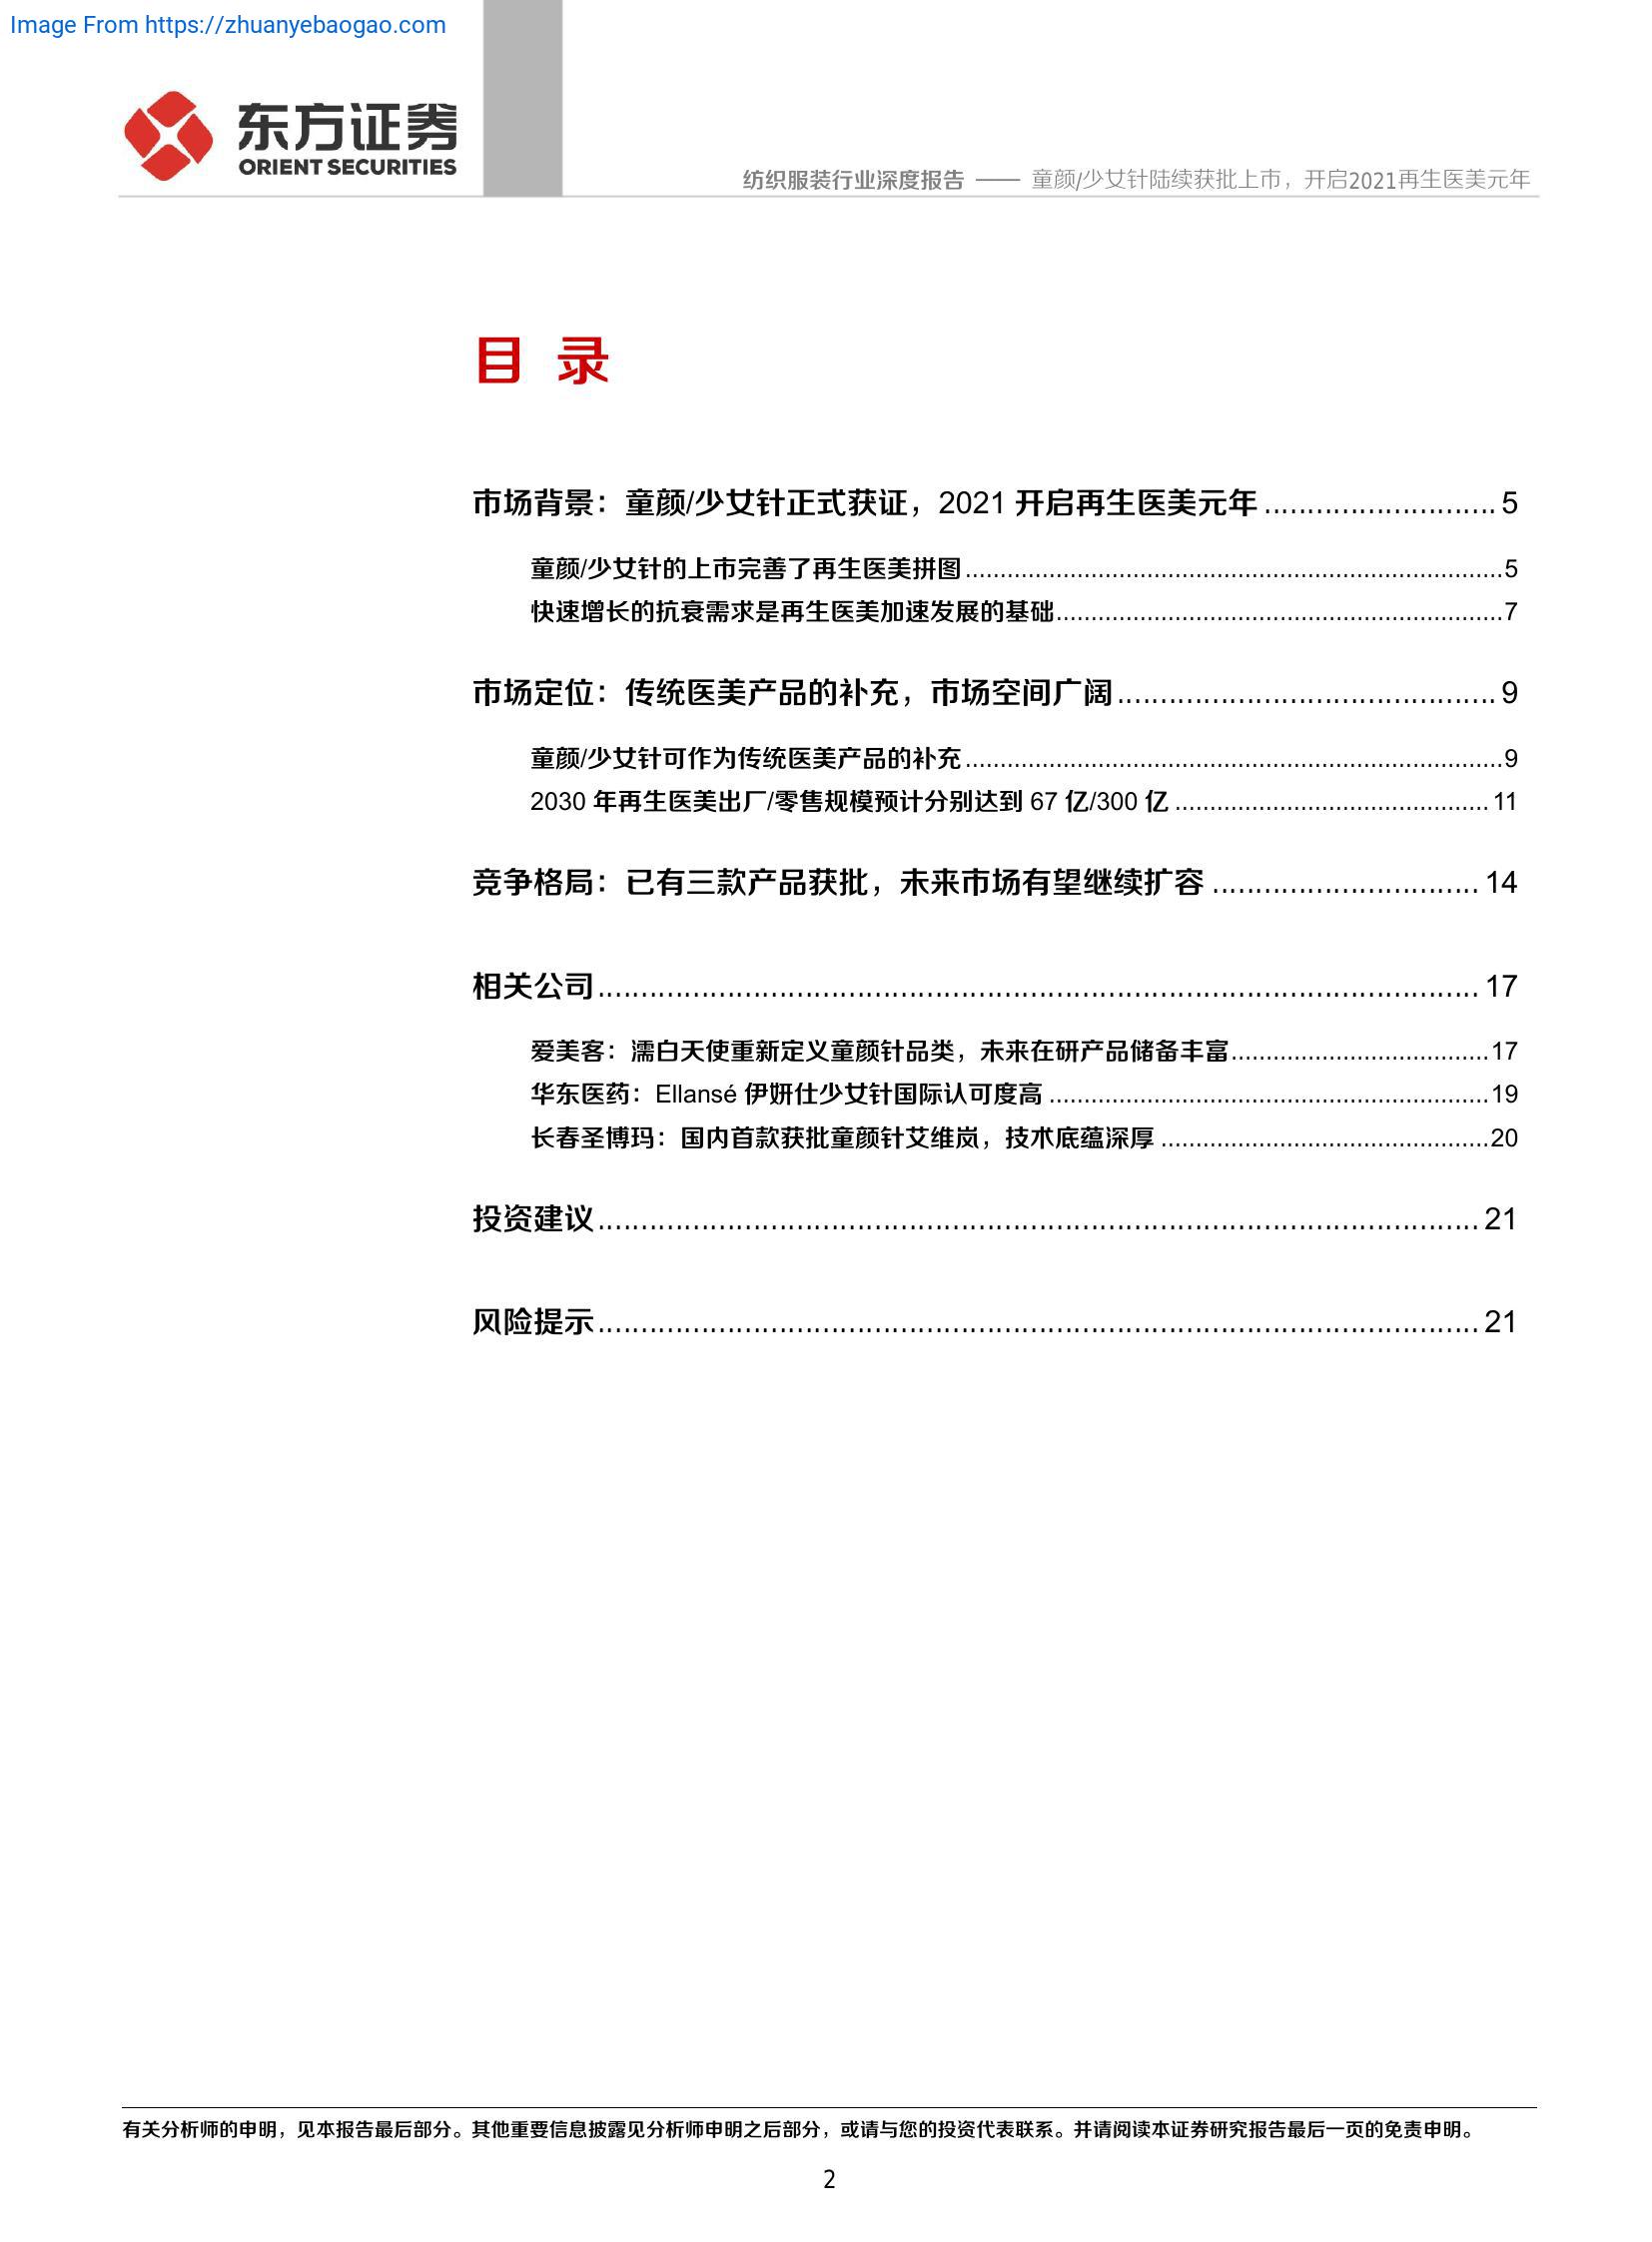 Image From https://zhuanyebaogao.com
东方证券
ORIENT SECURITIES
纺织服装行业深度报告 —— 童颜/少女针陆续获批上市，开启2021再生医美元年
目 录
市场背景：童颜/少女针正式获证，2021 开启再生医美元年 .......................... 5
童颜/少女针的上市完善了再生医美拼图 ............................................................................5
快速增长的抗衰需求是再生医美加速发展的基础 ...............................................................7
市场定位：传统医美产品的补充，市场空间广阔 ........................................... 9
童颜/少女针可作为传统医美产品的补充 ............................................................................9
2030 年再生医美出厂/零售规模预计分别达到 67 亿/300 亿 ............................................. 11
竞争格局：已有三款产品获批，未来市场有望继续扩容 .............................. 14
相关公司 .................................................................................................... 17
爱美客：濡白天使重新定义童颜针品类，未来在研产品储备丰富 .....................................17
华东医药：Ellansé 伊妍仕少女针国际认可度高 ...............................................................19
长春圣博玛：国内首款获批童颜针艾维岚，技术底蕴深厚 ...............................................20
投资建议 .................................................................................................... 21
风险提示 .................................................................................................... 21
有关分析师的申明，见本报告最后部分。其他重要信息披露见分析师申明之后部分，或请与您的投资代表联系。并请阅读本证券研究报告最后一页的免责申明。
2